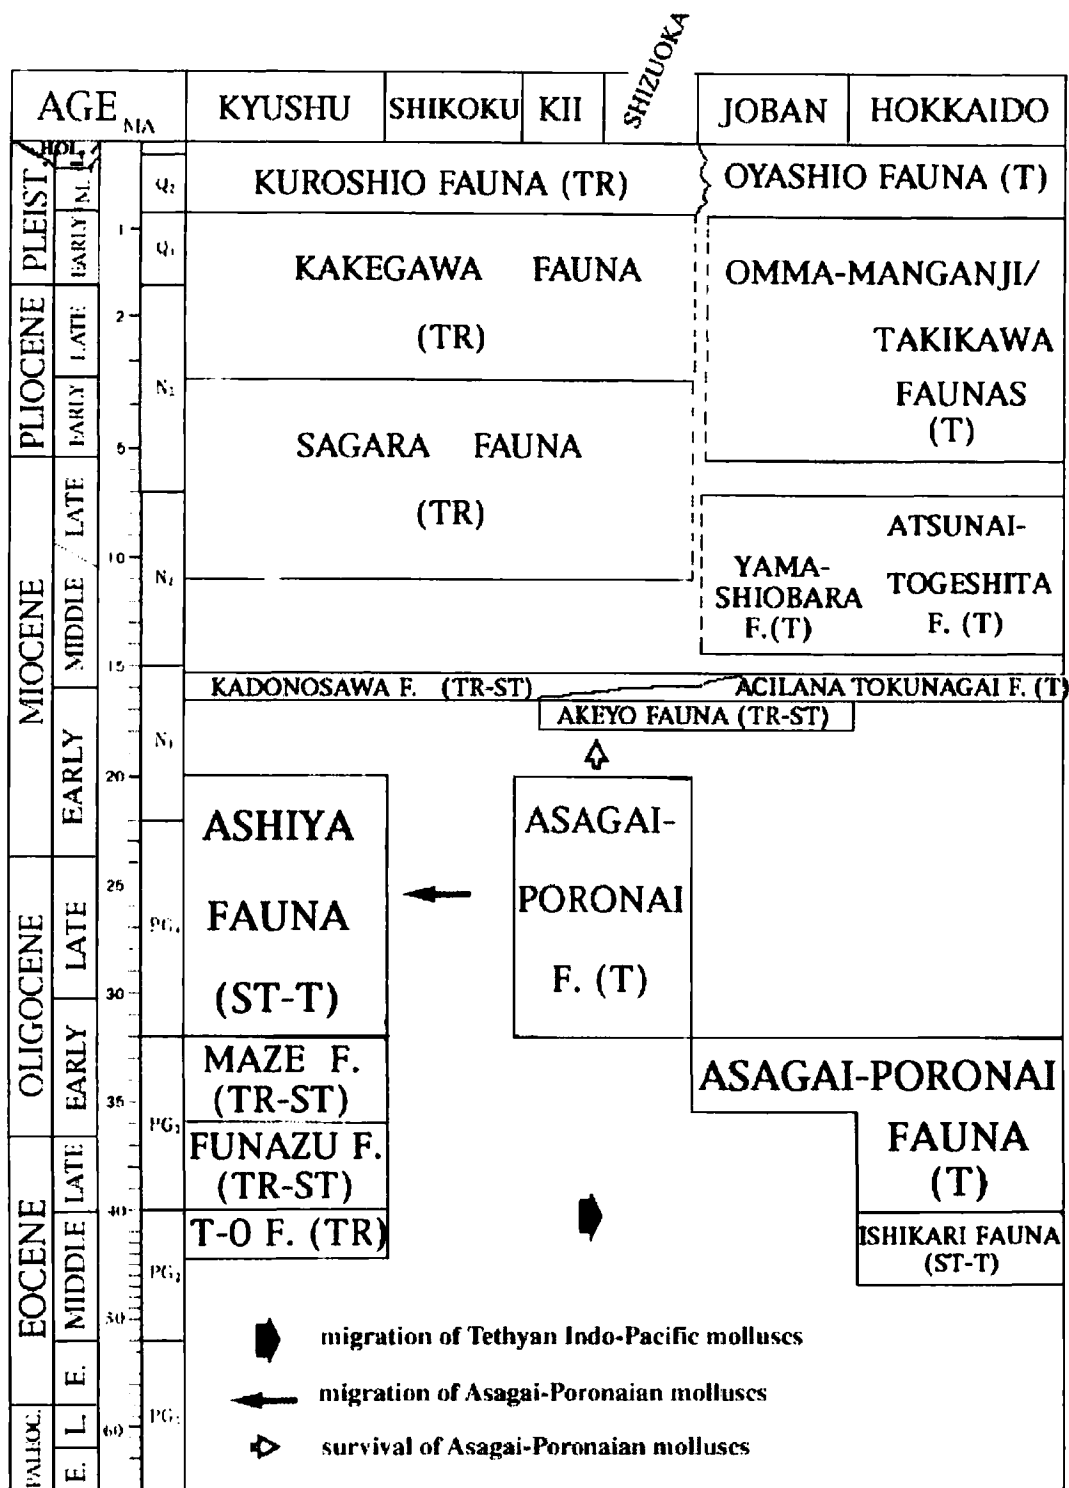 AGE MA KYUSHU SHIKOKU KII SHIZUOKA JOBAN HOKKAIDO
HOL.
PLEIST.
L.
M.
EARLY
PLIOCENE
LATE
EARLY
MIOCENE
LATE
MIDDLE
EARLY
OLIGOCENE
LATE
EARLY
EOCENE
LATE
MIDDLE
E.
PALEOC.
L.
E.
1
2
5
10
15
20
25
30
35
40
50
60
Q2
Q1
N3
N1
PG4
PG3
PG2
PG1
KUROSHIO FAUNA (TR)
OYASHIO FAUNA (T)
KAKEGAWA FAUNA
(TR)
OMMA-MANGANJI/
TAKIKAWA
FAUNAS
(T)
SAGARA FAUNA
(TR)
YAMA-
SHIOBARA
F.(T)
ATSUNAI-
TOGESHITA
F. (T)
KADONOSAWA F. (TR-ST)
ACILANA TOKUNAGAI F. (T)
AKEYO FAUNA (TR-ST)
ASHIYA
FAUNA
(ST-T)
ASAGAI-
PORONAI
F. (T)
MAZE F.
(TR-ST)
FUNAZU F.
(TR-ST)
T-O F. (TR)
ASAGAI-PORONAI
FAUNA
(T)
ISHIKARI FAUNA
(ST-T)
migration of Tethyan Indo-Pacific molluscs
migration of Asagai-Poronaian molluscs
survival of Asagai-Poronaian molluscs